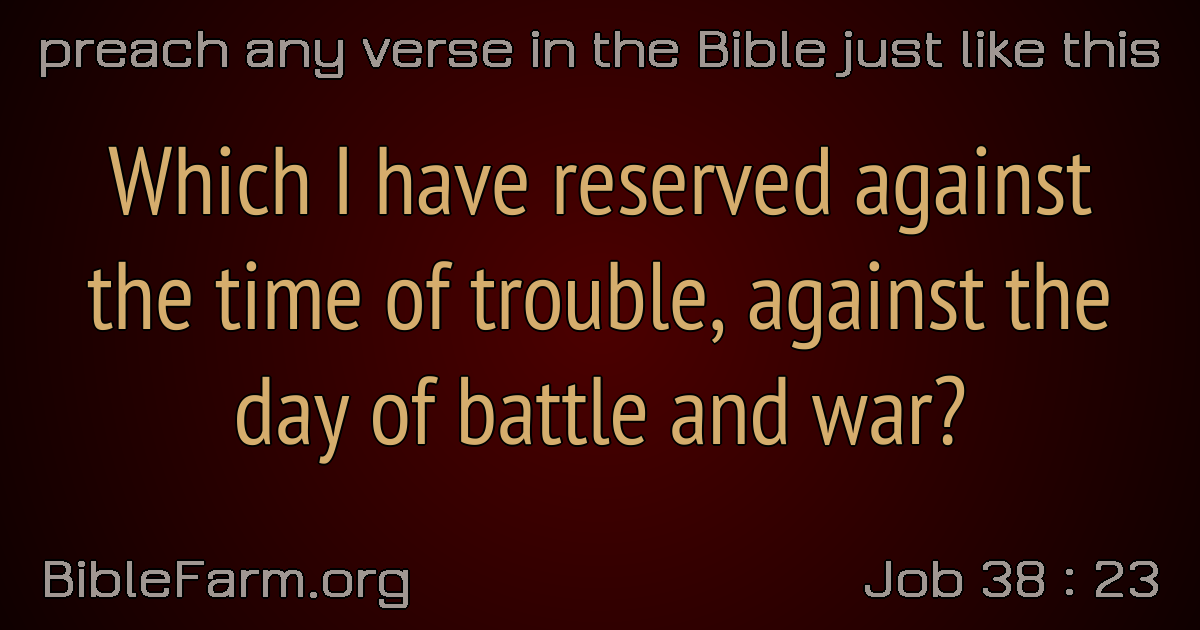 preach any verse in the Bible just like this
Which I have reserved against
the time of trouble, against the
day of battle and war?
BibleFarm.org
Job 38 : 23